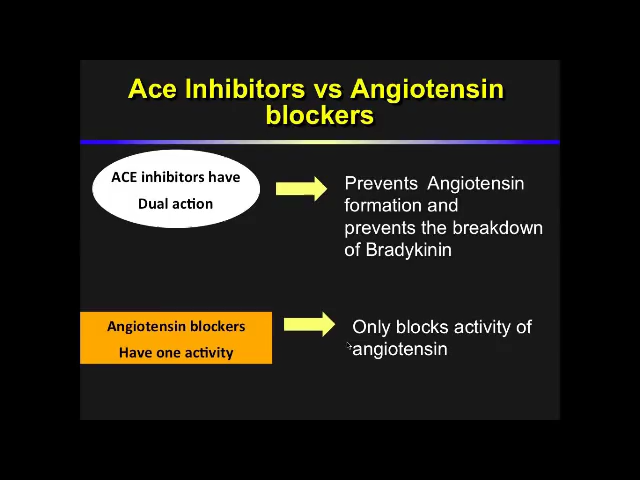 Ace Inhibitors vs Angiotensin
blockers
ACE inhibitors have
Dual action
Prevents Angiotensin
formation and
prevents the breakdown
of Bradykinin
Angiotensin blockers
Have one activity
Only blocks activity of
angiotensin